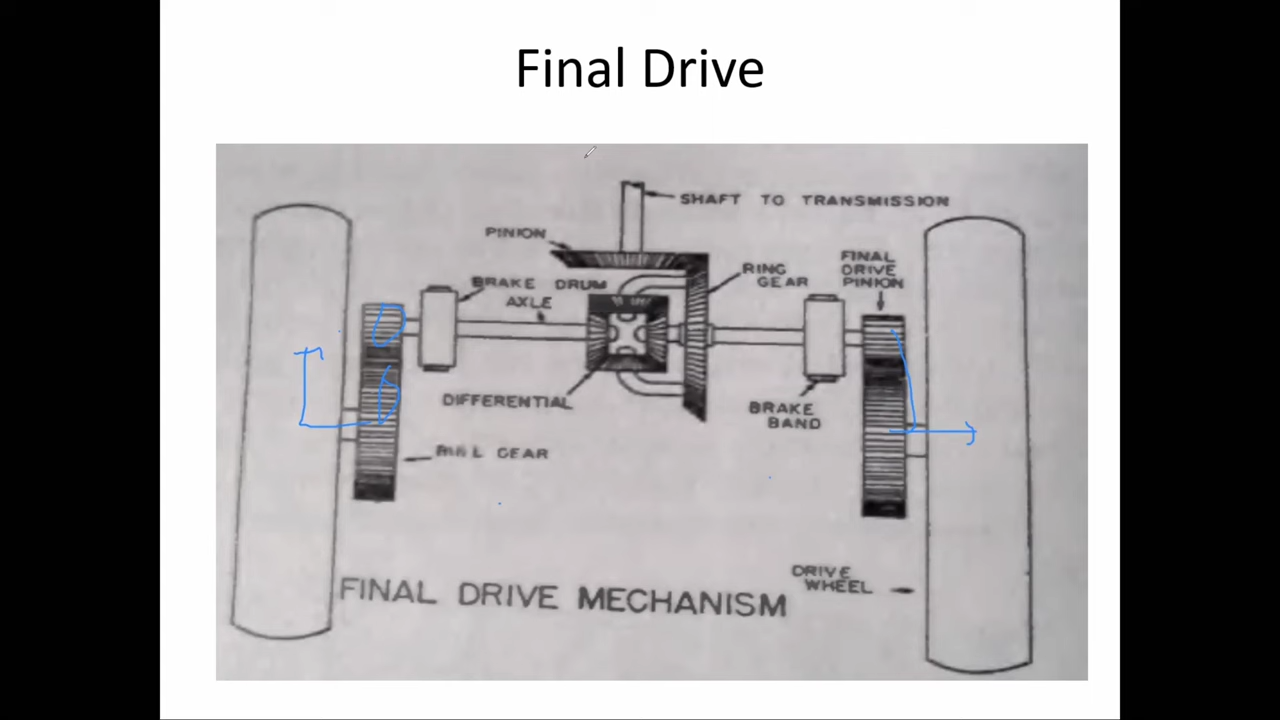 Final Drive
SHAFT TO TRANSMISSION
PINION
BRAKE DRUM
AXLE
RING
GEAR
FINAL
DRIVE
PINION
DIFFERENTIAL
BRAKE
BAND
GEAR
DRIVE
WHEEL
FINAL DRIVE MECHANISM